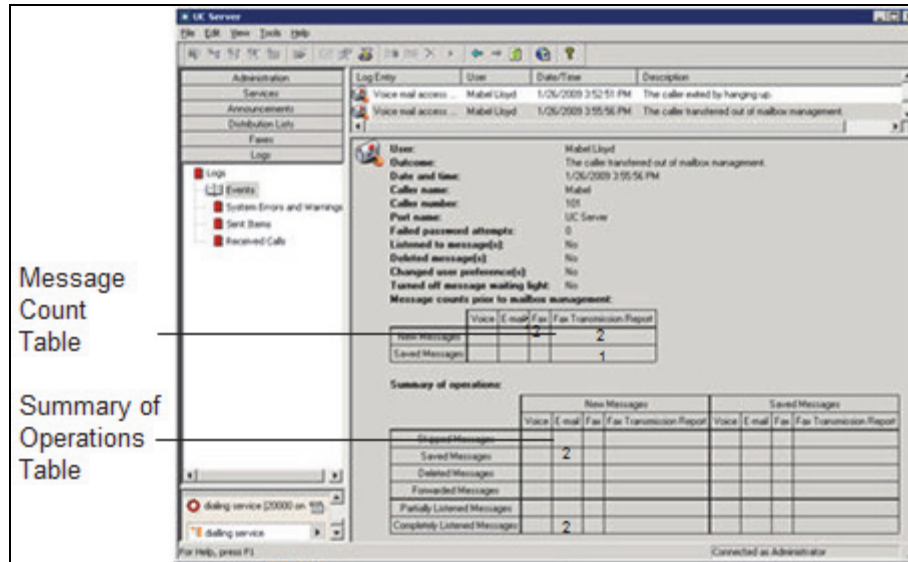 UC Server
File Edit View Tools Help
Administration
Services
Announcements
Distribution Lists
Faxes
Logs
Logs
Events
System Errors and Warnings
Sent Items
Received Calls
Log Entry User Date/Time Description
Voice mail access ... Mabel Lloyd 1/26/2009 3:52:51 PM The caller exited by hanging up.
Voice mail access ... Mabel Lloyd 1/26/2009 3:55:56 PM The caller transferred out of mailbox management.
User: Mabel Lloyd
Outcome: The caller transferred out of mailbox management.
Date and time: 1/26/2009 3:55:56 PM
Caller name: Mabel
Caller number: 101
Port name: UC Server
Failed password attempts: 0
Listened to message(s): No
Deleted message(s): No
Changed user preference(s): No
Turned off message waiting light: No
Message counts prior to mailbox management:
Voice E-mail Fax Fax Transmission Report
New Messages 2
Saved Messages 1
Message
Count
Table
Summary of operations:
New Messages Saved Messages
Voice E-mail Fax Fax Transmission Report Voice E-mail Fax Fax Transmission Report
Skipped Messages
Saved Messages 2
Deleted Messages
Forwarded Messages
Partially Listened Messages
Completely Listened Messages 2
Summary of
Operations
Table
dialing service [20000 on
dialling service
For Help, press F1
Connected as Administrator